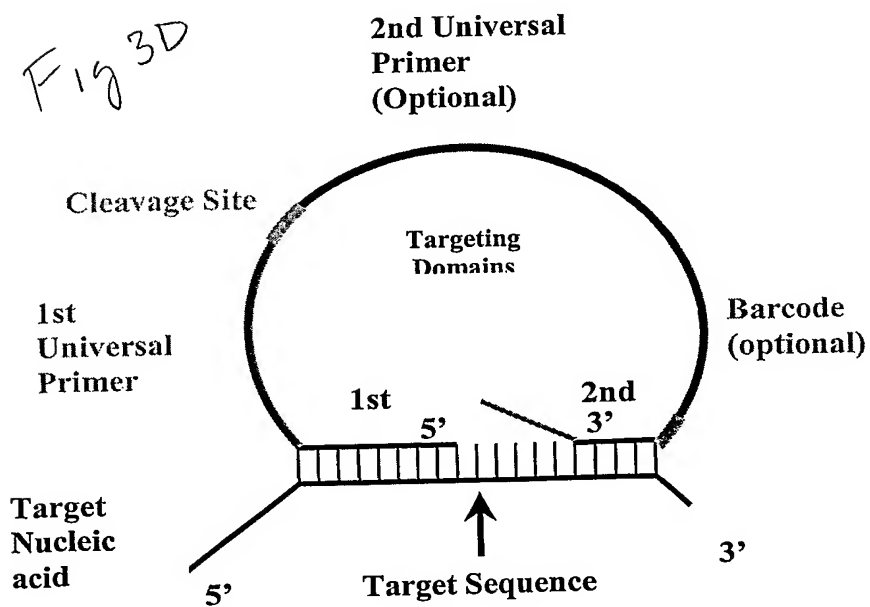 Fig 3D
2nd Universal
Primer
(Optional)
Cleavage Site
Targeting
Domains
1st
Universal
Primer
Barcode
(optional)
1st
5'
2nd
3'
Target
Nucleic
acid
5'
Target Sequence
3'